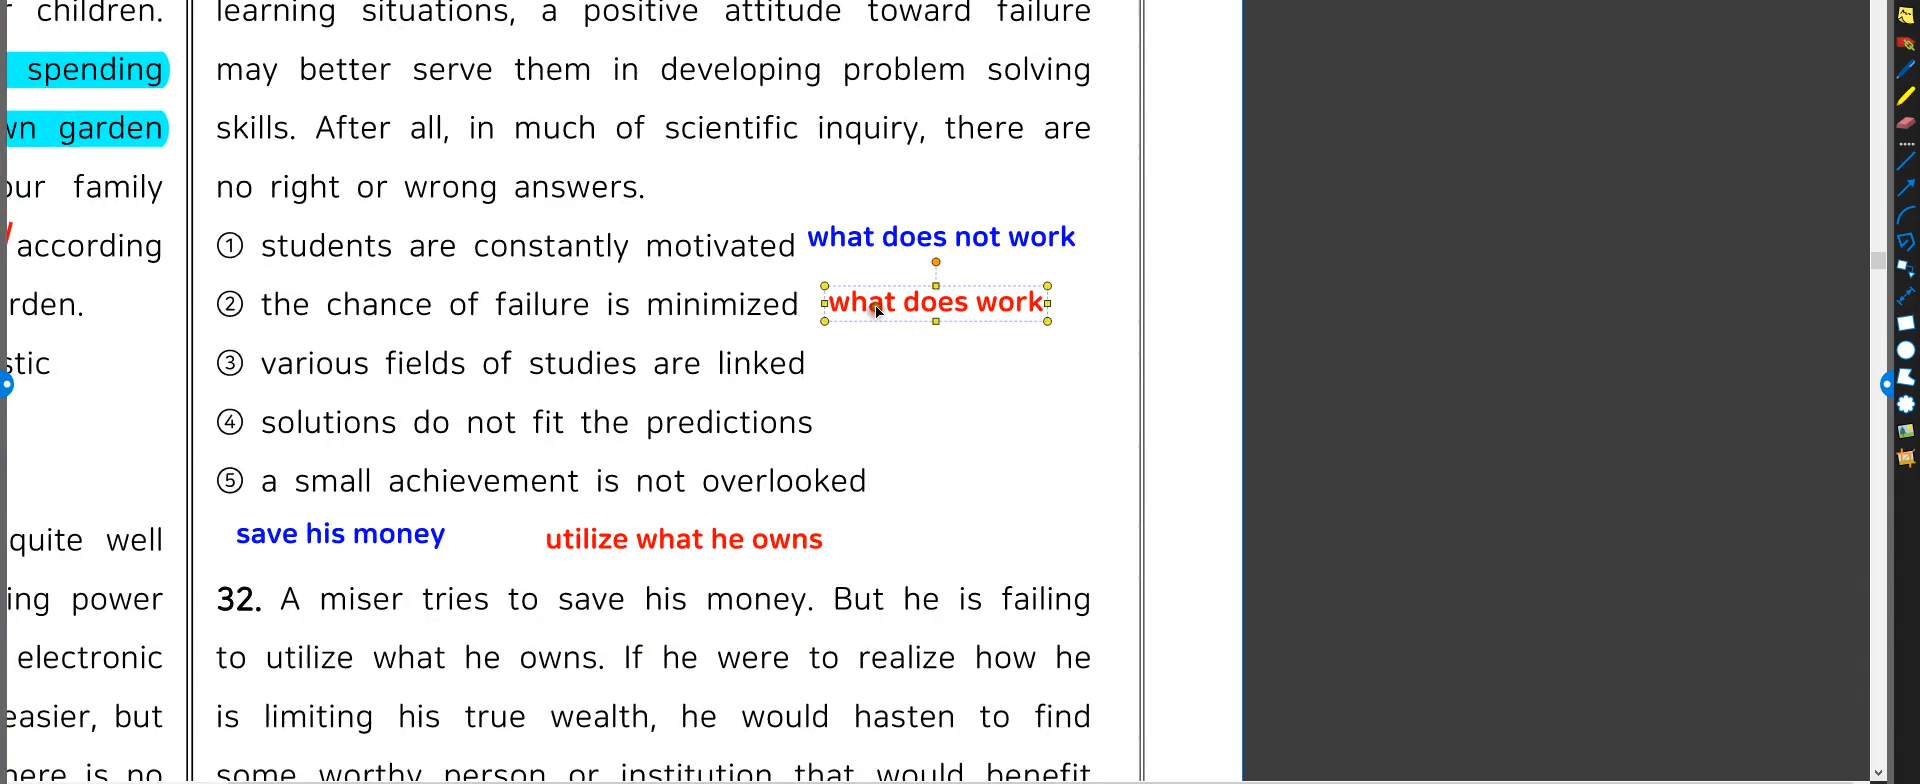 children.
spending
garden
family
according
quite well
power
electronic
easier, but
is no
learning situations, a positive attitude toward failure
may better serve them in developing problem solving
skills. After all, in much of scientific inquiry, there are
no right or wrong answers.
① students are constantly motivated what does not work
② the chance of failure is minimized what does work
③ various fields of studies are linked
④ solutions do not fit the predictions
⑤ a small achievement is not overlooked
save his money utilize what he owns
32. A miser tries to save his money. But he is failing
to utilize what he owns. If he were to realize how he
is limiting his true wealth, he would hasten to find
some worthy person or institution that would benefit